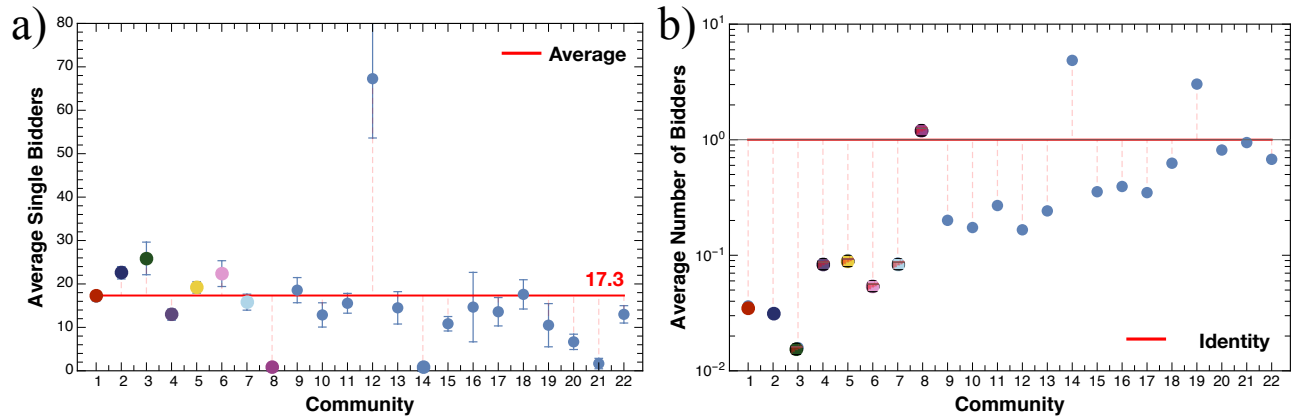 a)
Average Single Bidders
80
70
60
50
40
30
20
10
0
Average
17.3
1 2 3 4 5 6 7 8 9 10 11 12 13 14 15 16 17 18 19 20 21 22
Community
b)
Average Number of Bidders
10^1
10^0
10^-1
10^-2
Identity
1 2 3 4 5 6 7 8 9 10 11 12 13 14 15 16 17 18 19 20 21 22
Community